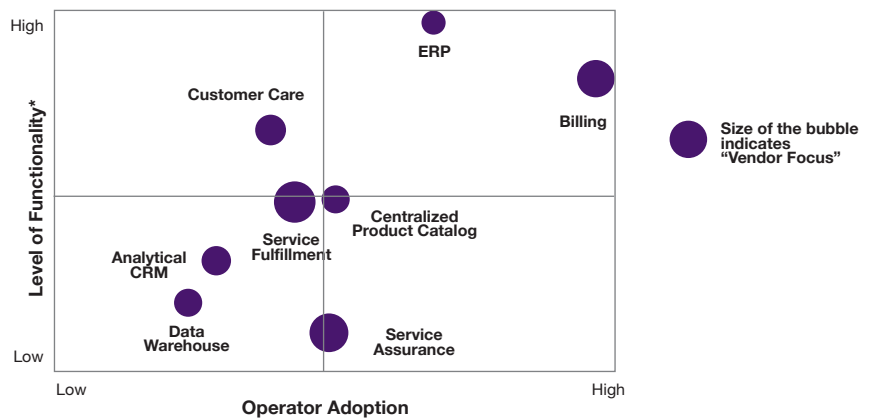 High
ERP
Customer Care
Billing
Size of the bubble
indicates
“Vendor Focus”
Level of Functionality*
Centralized
Product Catalog
Service
Fulfillment
Analytical
CRM
Data
Warehouse
Service
Assurance
Low
Low
High
Operator Adoption